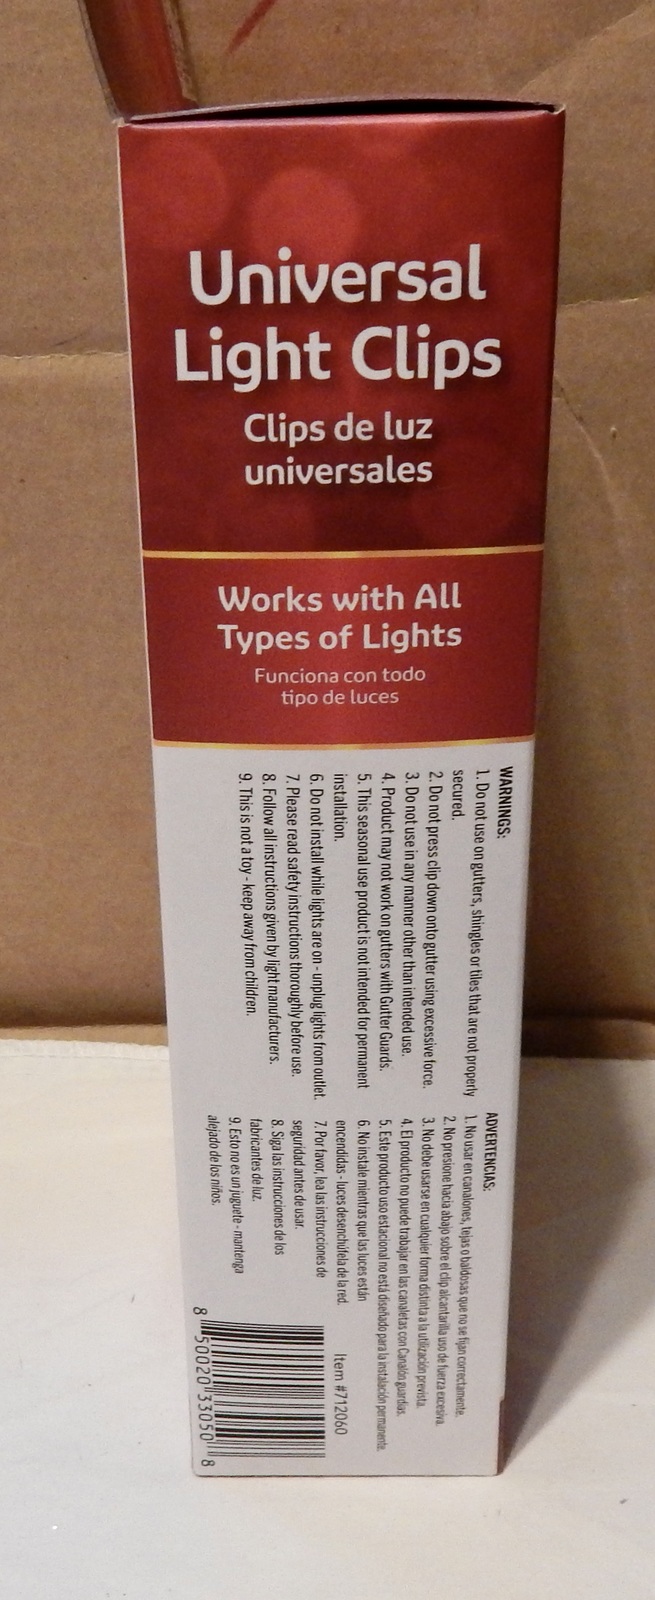 Universal
Light Clips
Clips de luz
universales
Works with All
Types of Lights
Funciona con todo
tipo de luces
WARNINGS:
1. Do not use on gutters, shingles or tiles that are not properly
secured.
2. Do not press clip down onto gutter using excessive force.
3. Do not use in any manner other than intended use.
4. Product may not work on gutters with Gutter Guards.
5. This seasonal use product is not intended for permanent
installation.
6. Do not install while lights are on - unplug lights from outlet.
7. Please read safety instructions thoroughly before use.
8. Follow all instructions given by light manufacturers.
9. This is not a toy - keep away from children.
ADVERTENCIAS:
1. No usar en canalones, tejas o baldosas que no se fijan correctamente.
2. No presione hacia abajo sobre el clip alcantarilla uso de fuerza excesiva.
3. No debe usarse en cualquier forma distinta a la utilización prevista.
4. El producto no puede trabajar en las canaletas con Canalón guardias.
5. Este producto uso estacional no está diseñado para la instalación permanente.
6. No instale mientras que las luces están
encendidas - luces desenchúfela de la red.
7. Por favor, lea las instrucciones de
seguridad antes de usar.
8. Siga las instrucciones de los
fabricantes de luz.
9. Esto no es un juguete - mantenga
alejado de los niños.
Item #712060
8 50020 33050 8